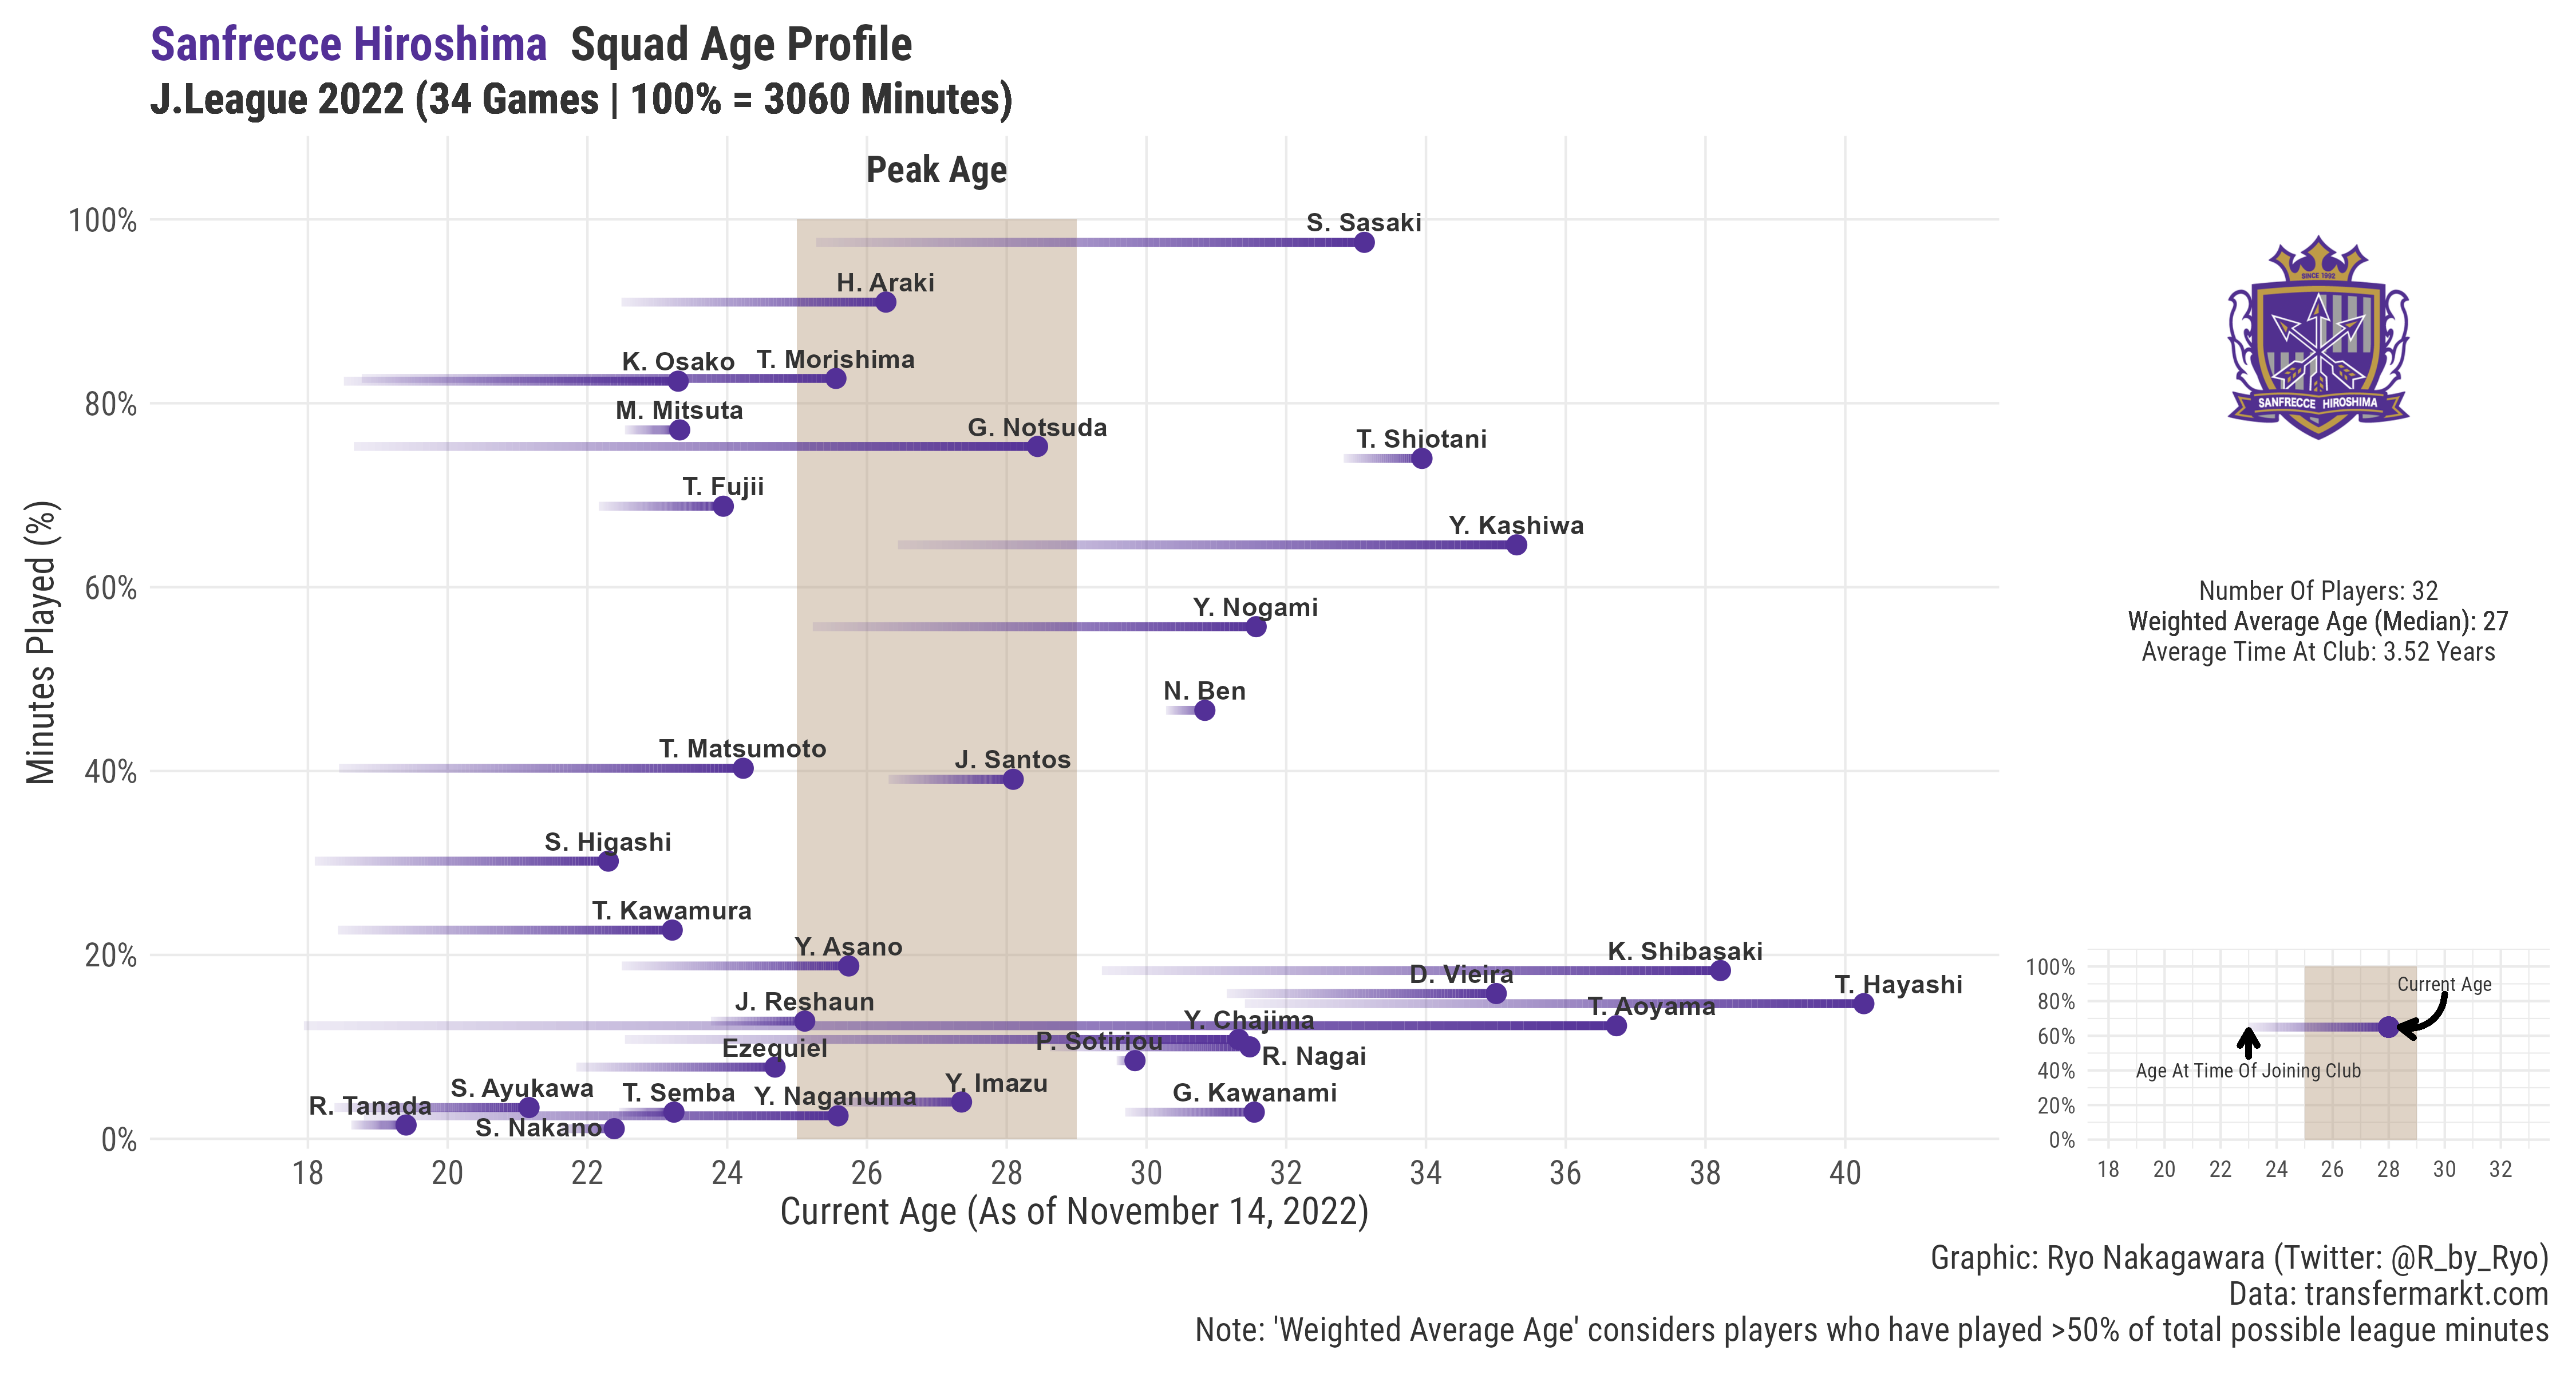 Sanfrecce Hiroshima Squad Age Profile
J.League 2022 (34 Games | 100% = 3060 Minutes)
Peak Age
Minutes Played (%)
100%
80%
60%
40%
20%
0%
S. Sasaki
H. Araki
K. Osako
T. Morishima
M. Mitsuta
G. Notsuda
T. Shiotani
T. Fujii
Y. Kashiwa
Y. Nogami
N. Ben
T. Matsumoto
J. Santos
S. Higashi
T. Kawamura
Y. Asano
K. Shibasaki
D. Vieira
T. Hayashi
J. Reshaun
T. Aoyama
Y. Chajima
P. Sotiriou
R. Nagai
Ezequiel
Y. Imazu
S. Ayukawa
T. Semba
Y. Naganuma
G. Kawanami
R. Tanada
S. Nakano
18 20 22 24 26 28 30 32 34 36 38 40
Current Age (As of November 14, 2022)
SINCE 1992
SANFRECCE HIROSHIMA
Number Of Players: 32
Weighted Average Age (Median): 27
Average Time At Club: 3.52 Years
100%
80%
60%
40%
20%
0%
Current Age
Age At Time Of Joining Club
18 20 22 24 26 28 30 32
Graphic: Ryo Nakagawara (Twitter: @R_by_Ryo)
Data: transfermarkt.com
Note: 'Weighted Average Age' considers players who have played >50% of total possible league minutes